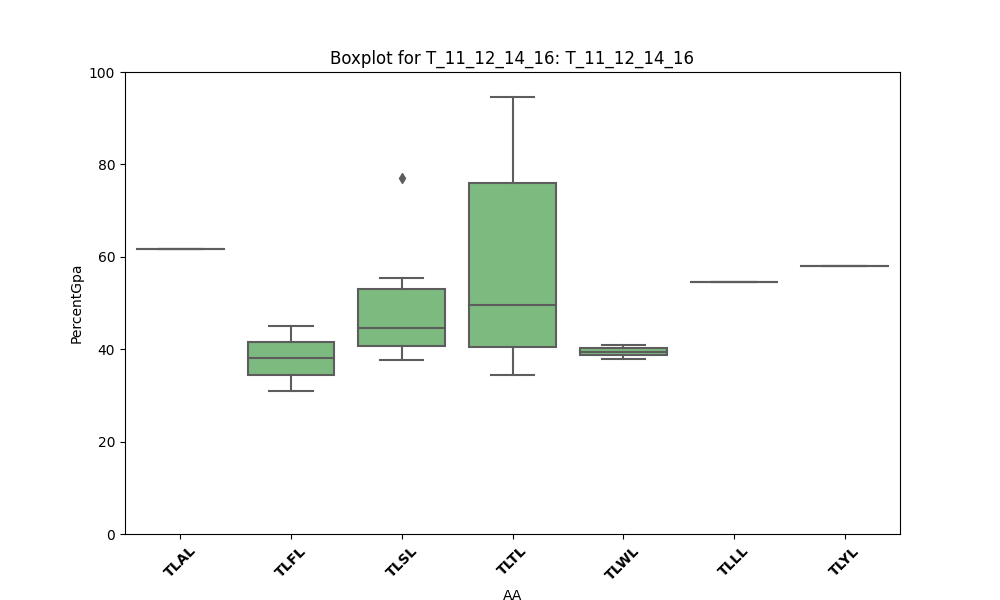 Boxplot for T_11_12_14_16: T_11_12_14_16
100
80
60
40
20
0
PercentGpa
TLAL
TLFL
TLSL
TLTL
TLWL
TLLL
TLYL
AA